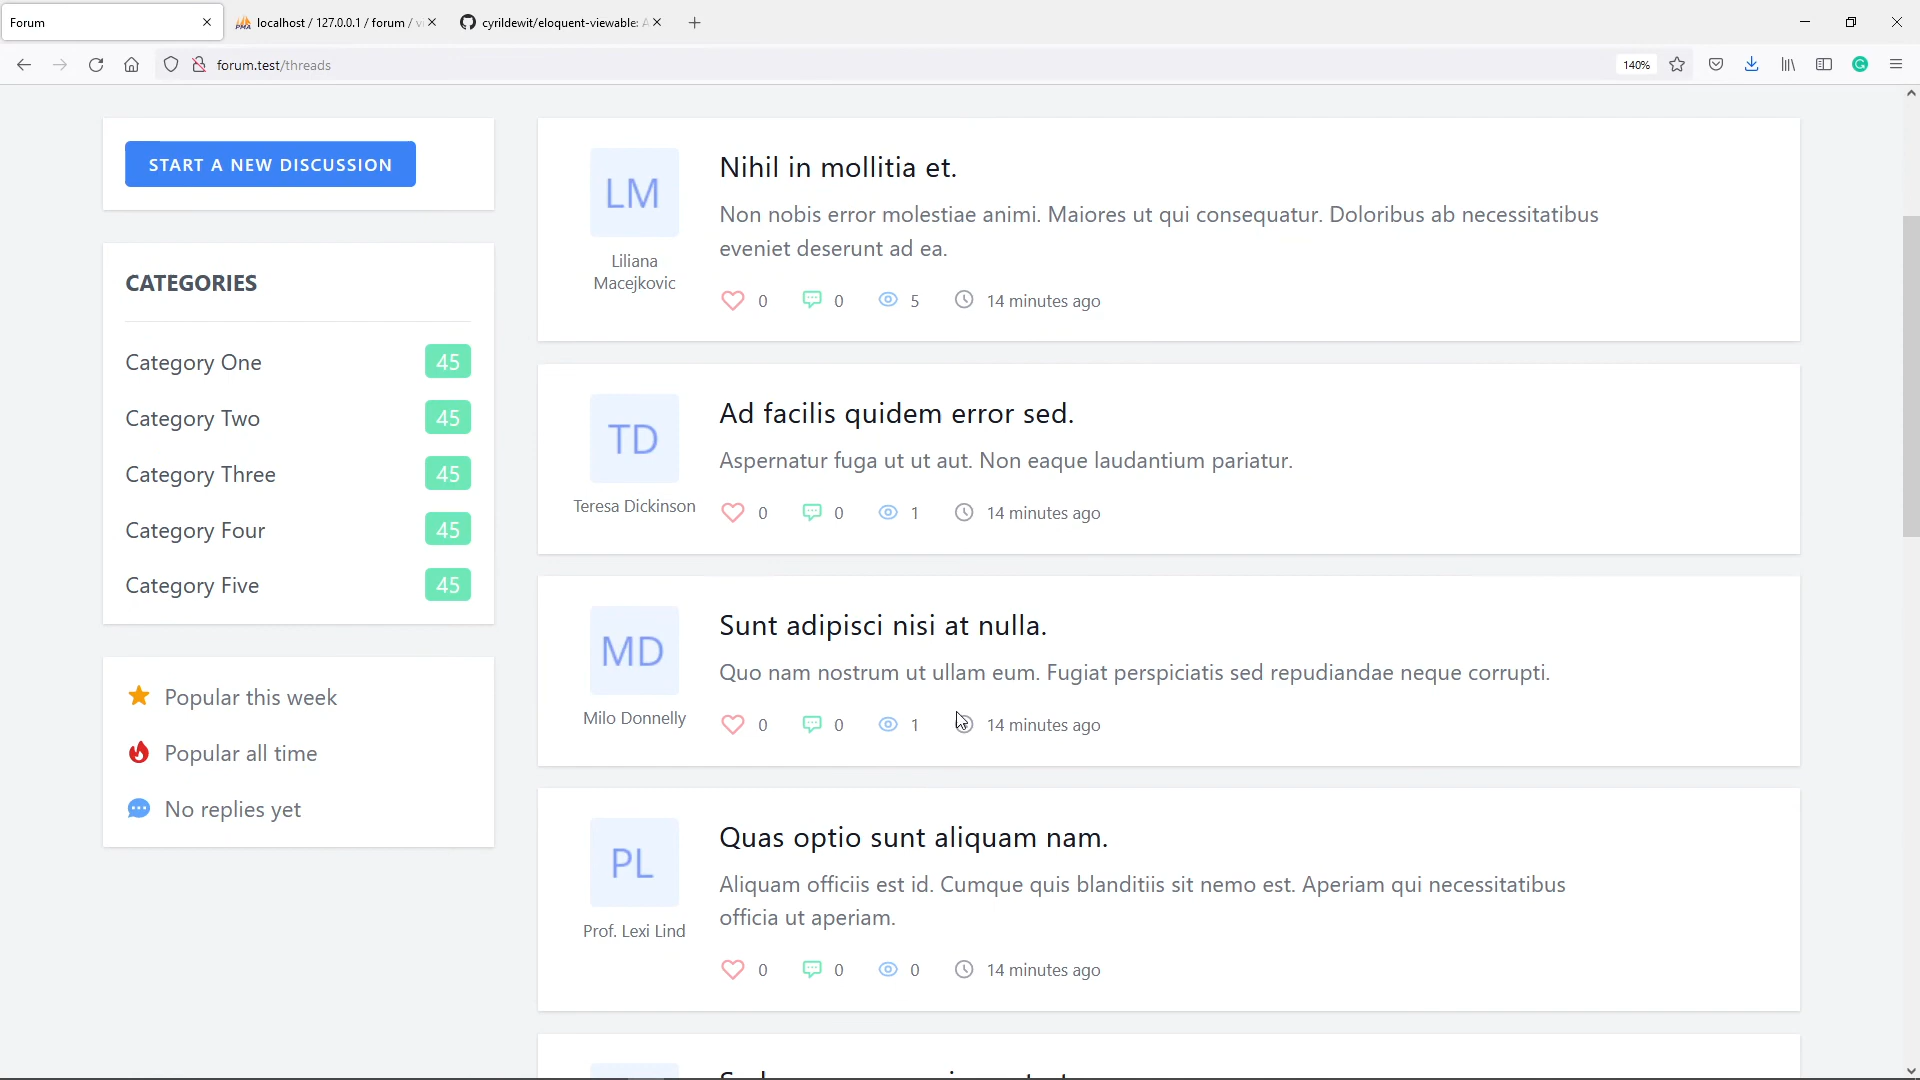 Forum
localhost / 127.0.0.1 / forum /
cyrildewit/eloquent-viewable:
forum.test/threads
140%
START A NEW DISCUSSION
CATEGORIES
Category One 45
Category Two 45
Category Three 45
Category Four 45
Category Five 45
Popular this week
Popular all time
No replies yet
LM
Liliana
Macejkovic
Nihil in mollitia et.
Non nobis error molestiae animi. Maiores ut qui consequatur. Doloribus ab necessitatibus
eveniet deserunt ad ea.
0 0 5 14 minutes ago
TD
Teresa Dickinson
Ad facilis quidem error sed.
Aspernatur fuga ut ut aut. Non eaque laudantium pariatur.
0 0 1 14 minutes ago
MD
Milo Donnelly
Sunt adipisci nisi at nulla.
Quo nam nostrum ut ullam eum. Fugiat perspiciatis sed repudiandae neque corrupti.
0 0 1 14 minutes ago
PL
Prof. Lexi Lind
Quas optio sunt aliquam nam.
Aliquam officiis est id. Cumque quis blanditiis sit nemo est. Aperiam qui necessitatibus
officia ut aperiam.
0 0 0 14 minutes ago